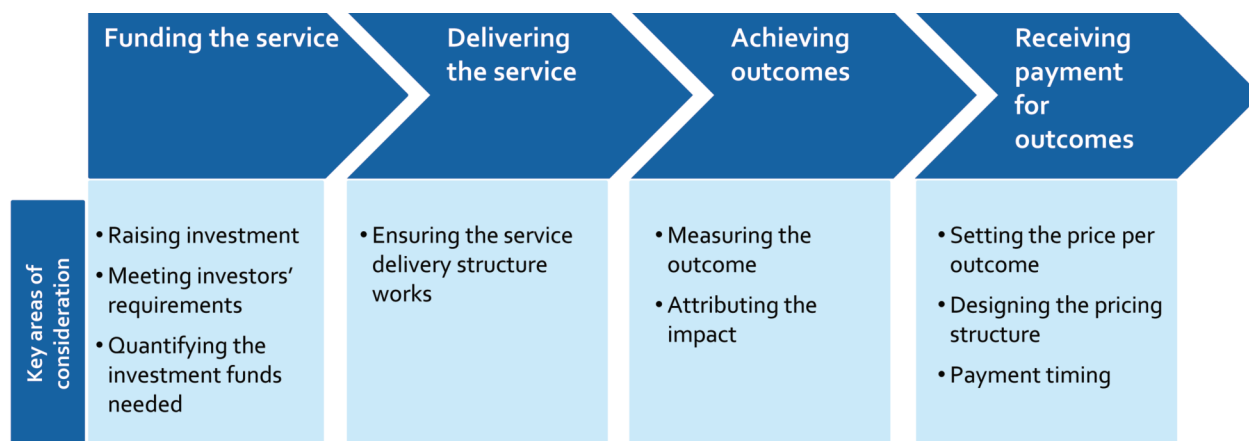 Funding the service
Delivering
the service
Achieving
outcomes
Receiving
payment
for
outcomes
Key areas of
consideration
• Raising investment
• Meeting investors’
requirements
• Quantifying the
investment funds
needed
• Ensuring the service
delivery structure
works
• Measuring the
outcome
• Attributing the
impact
• Setting the price per
outcome
• Designing the pricing
structure
• Payment timing